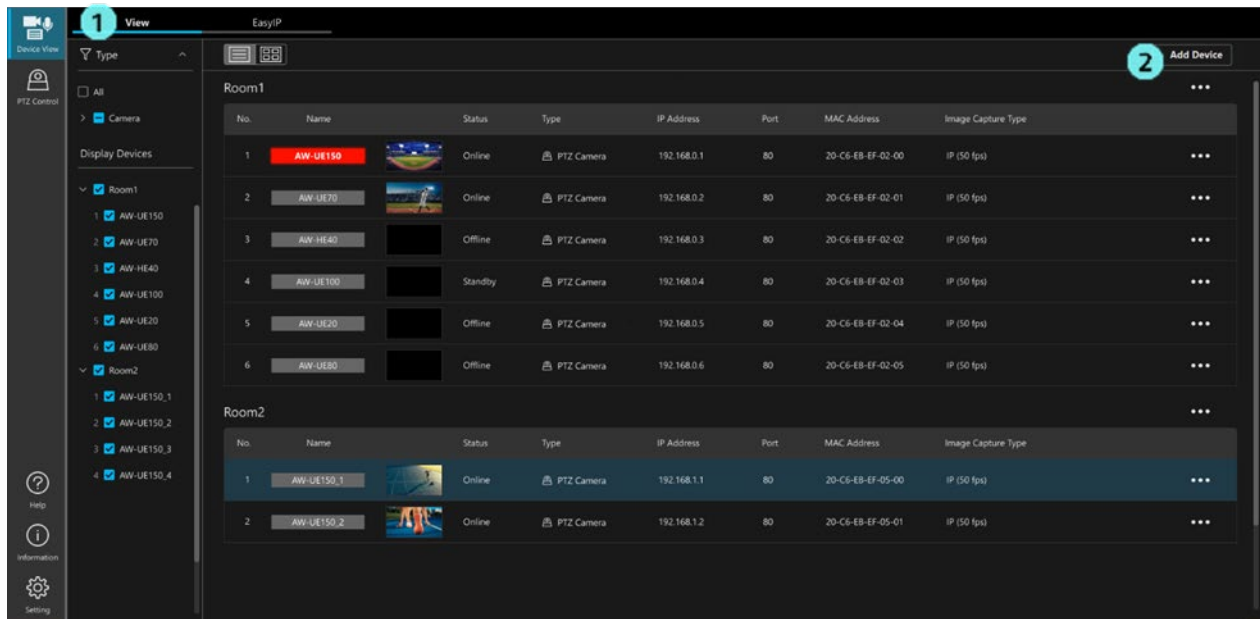 1 View EasyIP
Device View
Type
2 Add Device
PTZ Control
All
Camera
Display Devices
Room1
1 AW-UE150
2 AW-UE70
3 AW-HE40
4 AW-UE100
5 AW-UE20
6 AW-UE80
Room2
1 AW-UE150_1
2 AW-UE150_2
3 AW-UE150_3
4 AW-UE150_4
Help
Information
Setting
Room1
No. Name Status Type IP Address Port MAC Address Image Capture Type
1 AW-UE150 Online PTZ Camera 192.168.0.1 80 20-C6-EB-EF-02-00 IP (50 fps)
2 AW-UE70 Online PTZ Camera 192.168.0.2 80 20-C6-EB-EF-02-01 IP (50 fps)
3 AW-HE40 Offline PTZ Camera 192.168.0.3 80 20-C6-EB-EF-02-02 IP (50 fps)
4 AW-UE100 Standby PTZ Camera 192.168.0.4 80 20-C6-EB-EF-02-03 IP (50 fps)
5 AW-UE20 Offline PTZ Camera 192.168.0.5 80 20-C6-EB-EF-02-04 IP (50 fps)
6 AW-UE80 Offline PTZ Camera 192.168.0.6 80 20-C6-EB-EF-02-05 IP (50 fps)
Room2
No. Name Status Type IP Address Port MAC Address Image Capture Type
1 AW-UE150_1 Online PTZ Camera 192.168.1.1 80 20-C6-EB-EF-05-00 IP (50 fps)
2 AW-UE150_2 Online PTZ Camera 192.168.1.2 80 20-C6-EB-EF-05-01 IP (50 fps)